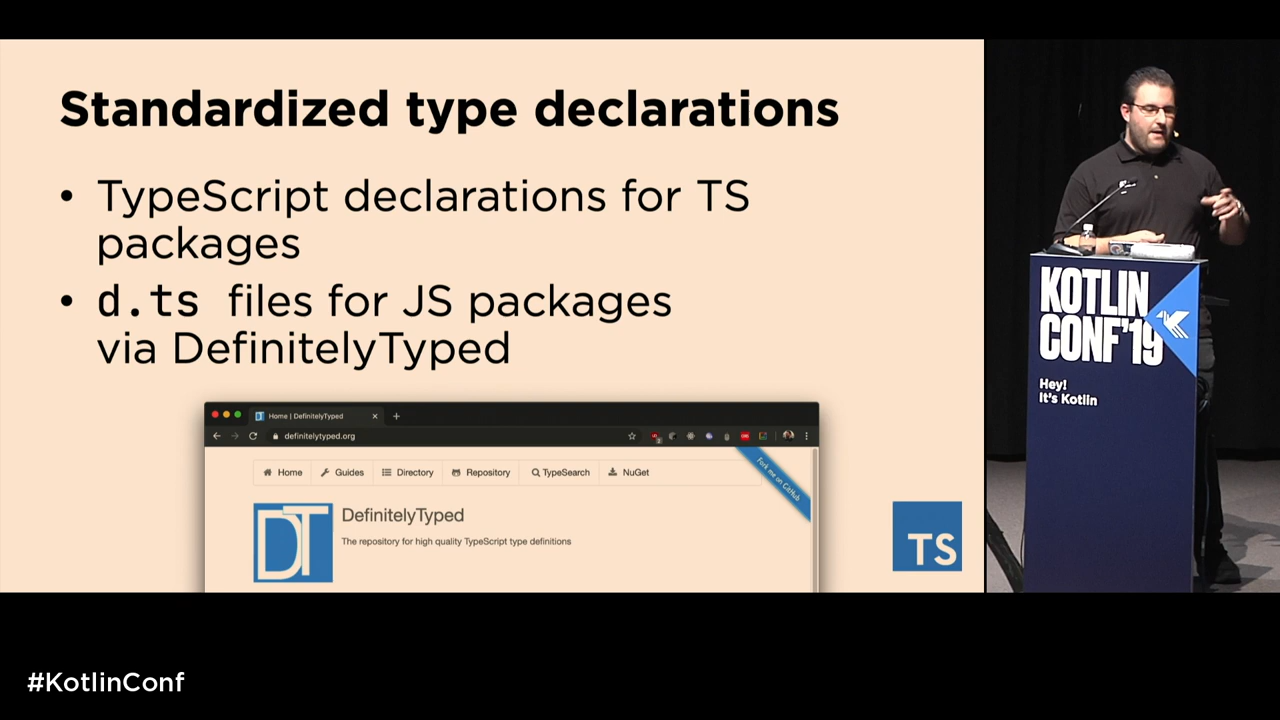 Standardized type declarations
• TypeScript declarations for TS
packages
• d.ts files for JS packages
via DefinitelyTyped
Home | DefinitelyTyped
definitelytyped.org
Home Guides Directory Repository TypeSearch NuGet
Fork me on GitHub
DT
DefinitelyTyped
The repository for high quality TypeScript type definitions
TS
KOTLIN
CONF'19
Hey!
It's Kotlin
#KotlinConf